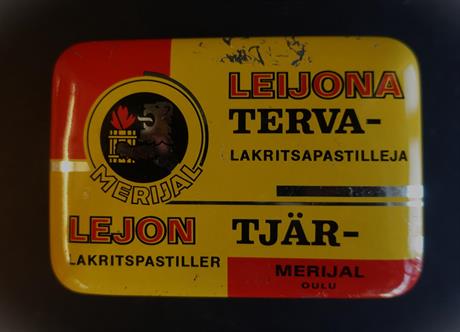 LEIJONA
TERVA-
LAKRITSAPASTILLEJA
MERIJAL
LEJON TJÄR-
LAKRITSPASTILLER
MERIJAL
OULU